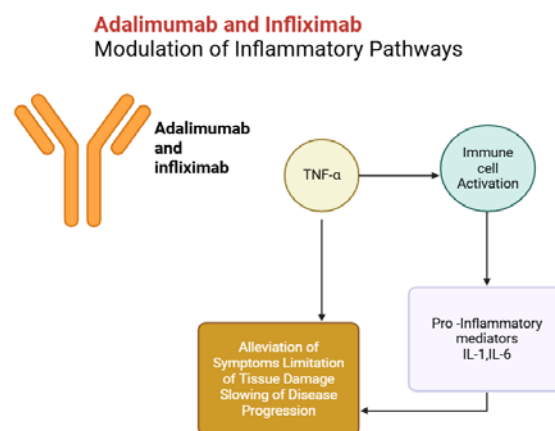 Adalimumab and Infliximab
Modulation of Inflammatory Pathways
Adalimumab
and
infliximab
TNF-α
Immune
cell
Activation
Pro -Inflammatory
mediators
IL-1,IL-6
Alleviation of
Symptoms Limitation
of Tissue Damage
Slowing of Disease
Progression